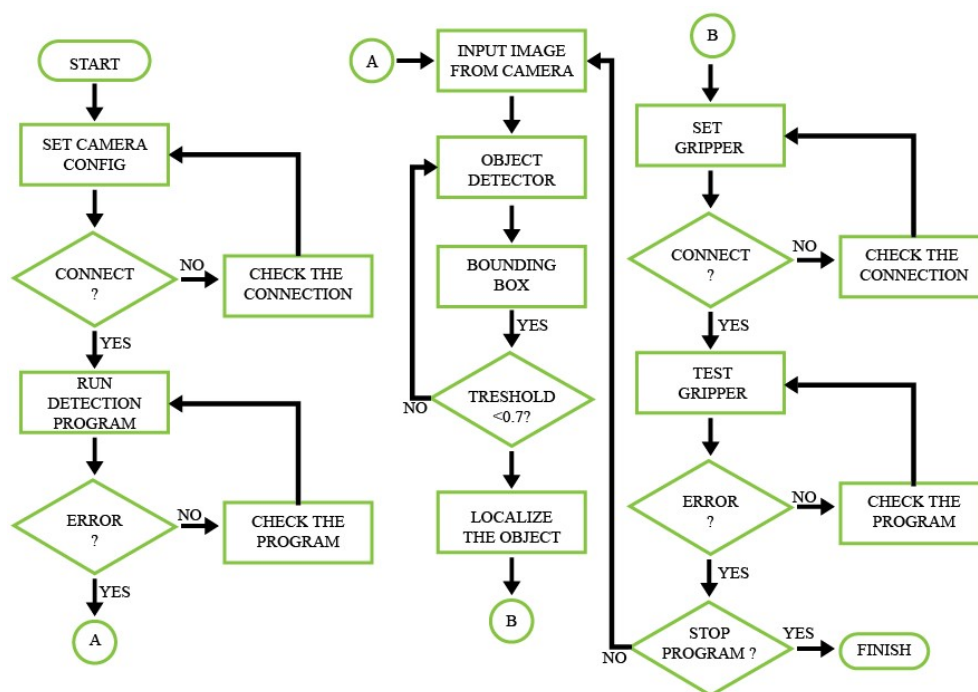 START
SET CAMERA
CONFIG
CONNECT
?
NO
CHECK THE
CONNECTION
YES
RUN
DETECTION
PROGRAM
ERROR
?
NO
CHECK THE
PROGRAM
YES
A
A
INPUT IMAGE
FROM CAMERA
OBJECT
DETECTOR
BOUNDING
BOX
YES
TRESHOLD
<0.7?
NO
LOCALIZE
THE OBJECT
B
B
SET
GRIPPER
CONNECT
?
NO
CHECK THE
CONNECTION
YES
TEST
GRIPPER
ERROR
?
NO
CHECK THE
PROGRAM
YES
STOP
PROGRAM ?
NO
YES
FINISH